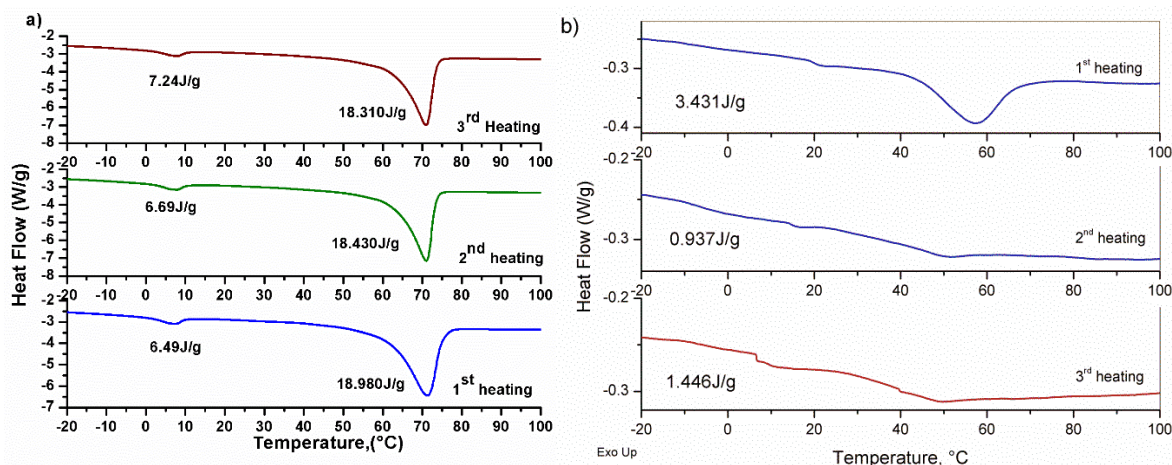 a)
Heat Flow (W/g)
-2
-3
-4
-5
-6
-7
-8
7.24J/g
18.310J/g
3rd Heating
-20 -10 0 10 20 30 40 50 60 70 80 90 100
-2
-3
-4
-5
-6
-7
-8
6.69J/g
18.430J/g
2nd heating
-20 -10 0 10 20 30 40 50 60 70 80 90 100
-2
-3
-4
-5
-6
-7
6.49J/g
18.980J/g
1st heating
-20 -10 0 10 20 30 40 50 60 70 80 90 100
Temperature,(°C)
b)
Heat Flow (W/g)
-0.3
-0.4
1st heating
3.431J/g
-20 0 20 40 60 80 100
-0.2
-0.3
2nd heating
0.937J/g
-20 0 20 40 60 80 100
-0.2
-0.3
3rd heating
1.446J/g
-20 0 20 40 60 80 100
Exo Up
Temperature, °C